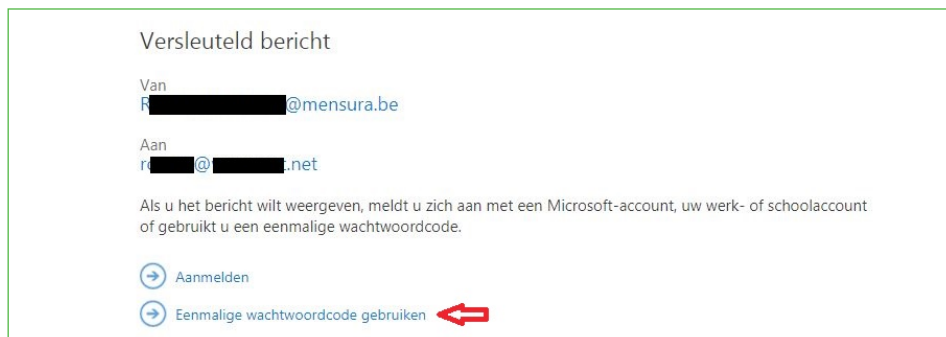 Versleuteld bericht
Van
R @mensura.be
Aan
r @ .net
Als u het bericht wilt weergeven, meldt u zich aan met een Microsoft-account, uw werk- of schoolaccount
of gebruikt u een eenmalige wachtwoordcode.
Aanmelden
Eenmalige wachtwoordcode gebruiken